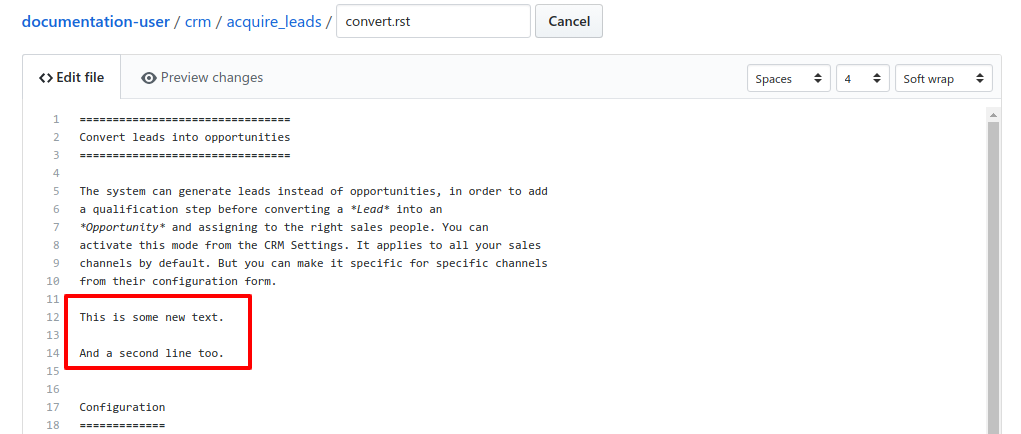 documentation-user / crm / acquire_leads / convert.rst Cancel
<> Edit file Preview changes Spaces 4 Soft wrap
1 ================================
2 Convert leads into opportunities
3 ================================
4
5 The system can generate leads instead of opportunities, in order to add
6 a qualification step before converting a *Lead* into an
7 *Opportunity* and assigning to the right sales people. You can
8 activate this mode from the CRM Settings. It applies to all your sales
9 channels by default. But you can make it specific for specific channels
10 from their configuration form.
11
12 This is some new text.
13
14 And a second line too.
15
16
17 Configuration
18 =============